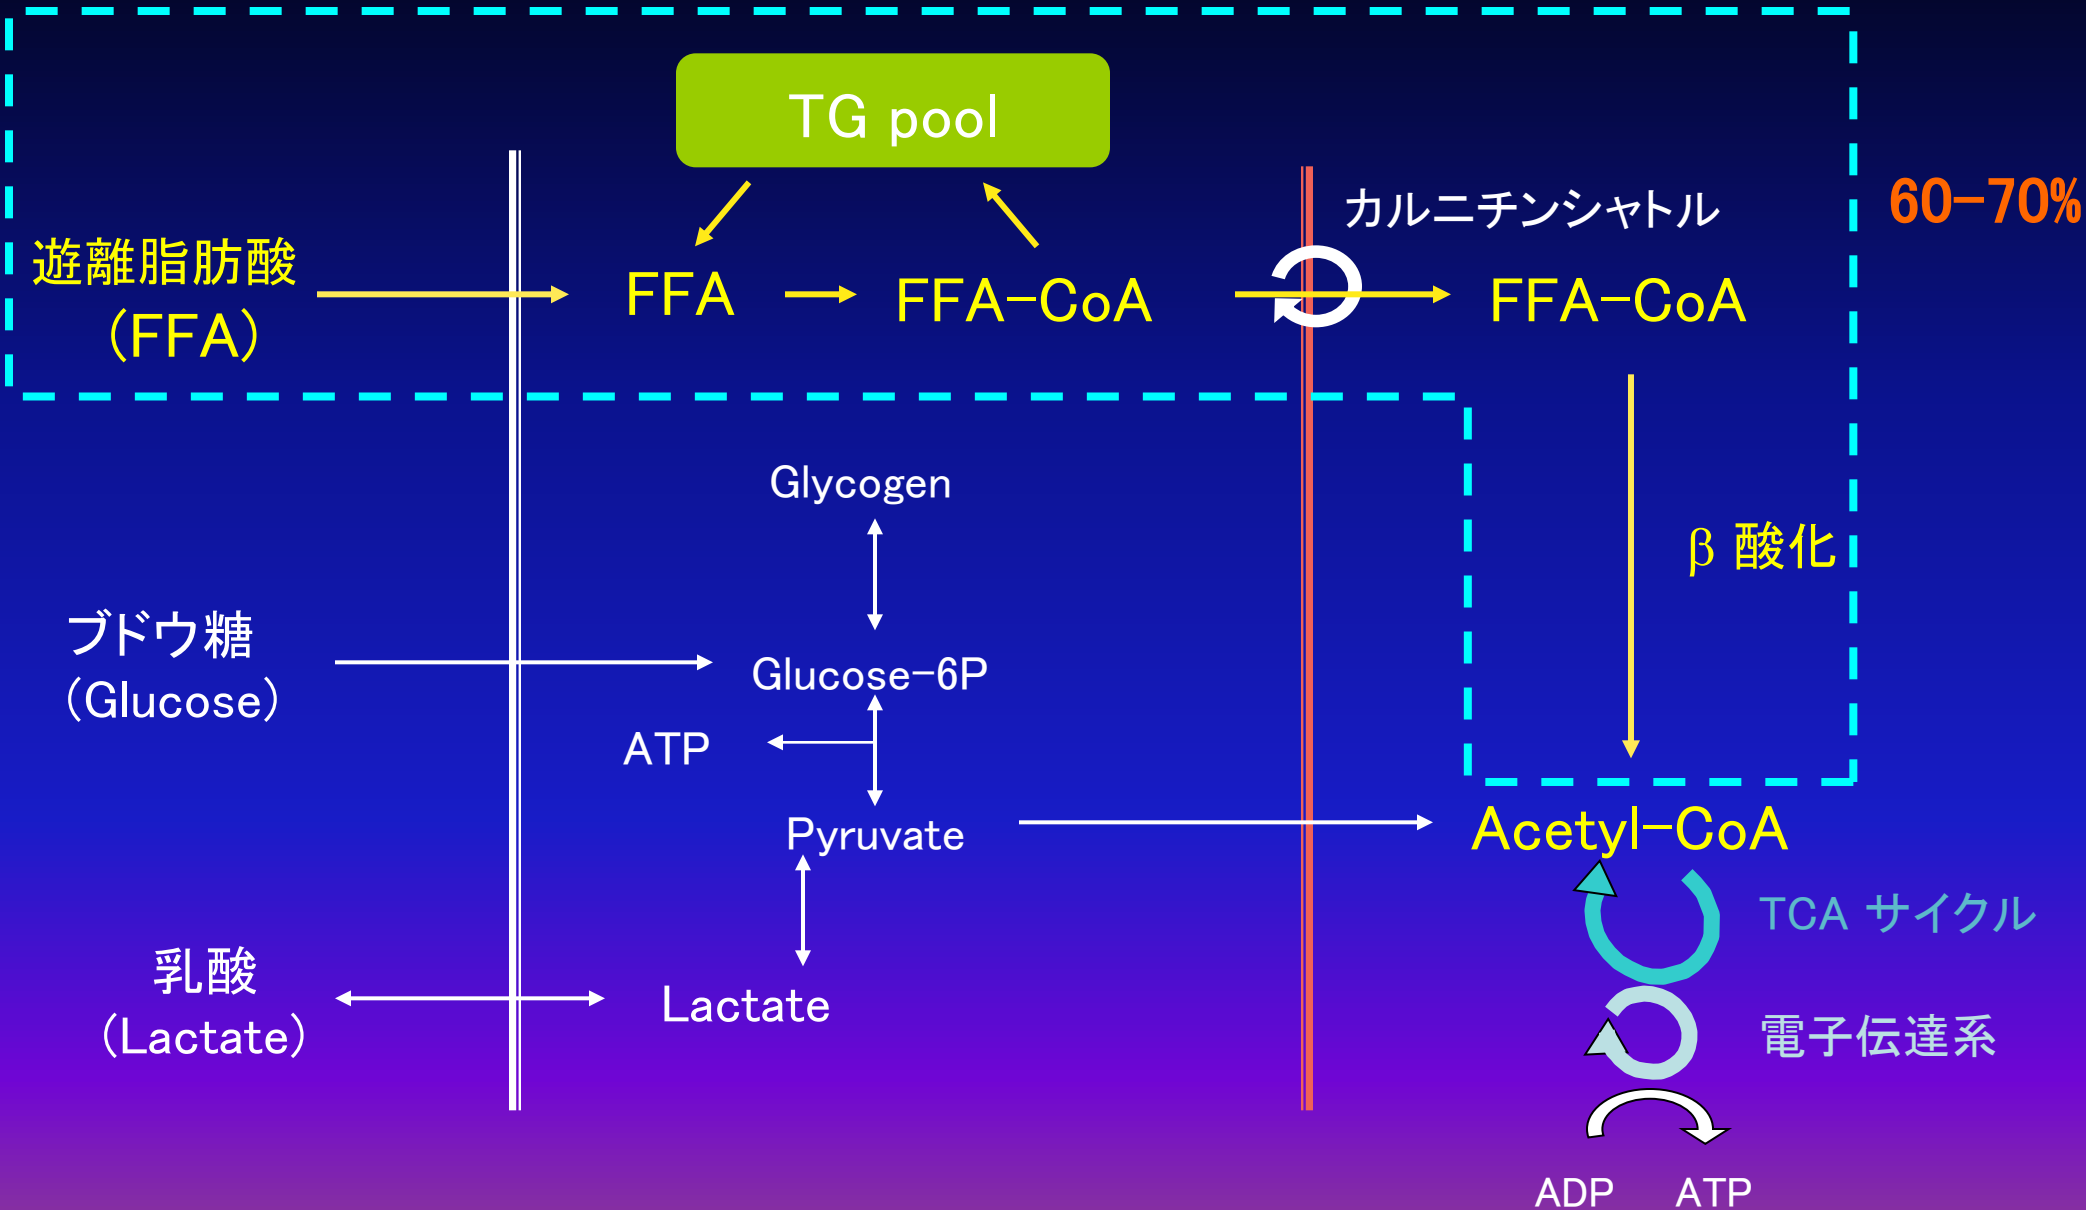 TG pool
カルニチンシャトル
60-70%
遊離脂肪酸
(FFA)
FFA
FFA-CoA
FFA-CoA
Glycogen
β 酸化
ブドウ糖
(Glucose)
Glucose-6P
ATP
Pyruvate
Acetyl-CoA
TCA サイクル
乳酸
(Lactate)
Lactate
電子伝達系
ADP
ATP